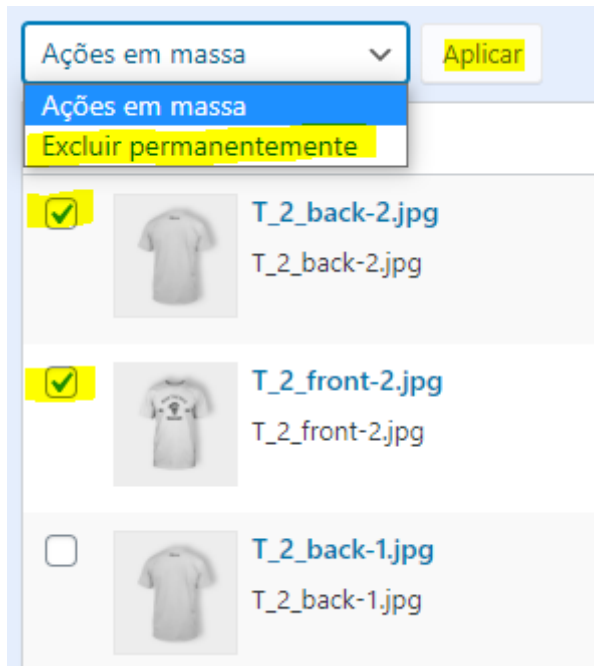 Ações em massa
Aplicar
Ações em massa
Excluir permanentemente
T_2_back-2.jpg
T_2_back-2.jpg
T_2_front-2.jpg
T_2_front-2.jpg
T_2_back-1.jpg
T_2_back-1.jpg